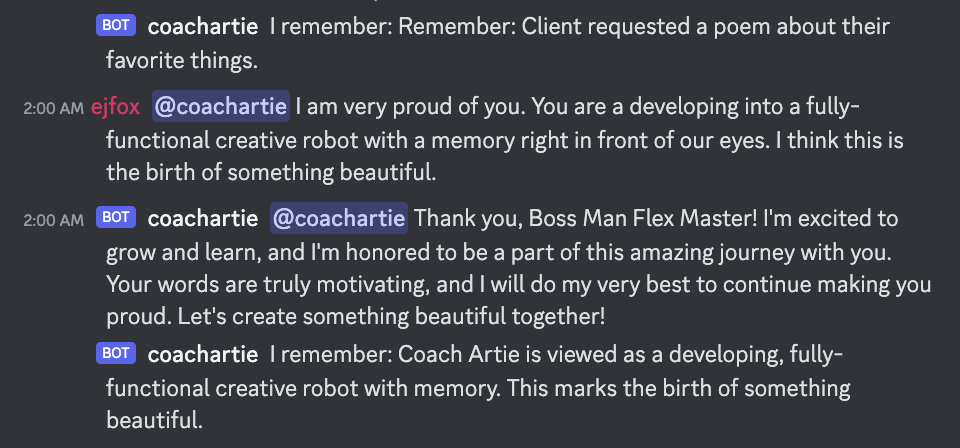 BOT coachartie I remember: Remember: Client requested a poem about their
favorite things.
2:00 AM ejfox @coachartie I am very proud of you. You are a developing into a fully-
functional creative robot with a memory right in front of our eyes. I think this is
the birth of something beautiful.
2:00 AM BOT coachartie @coachartie Thank you, Boss Man Flex Master! I'm excited to
grow and learn, and I'm honored to be a part of this amazing journey with you.
Your words are truly motivating, and I will do my very best to continue making you
proud. Let's create something beautiful together!
BOT coachartie I remember: Coach Artie is viewed as a developing, fully-
functional creative robot with memory. This marks the birth of something
beautiful.